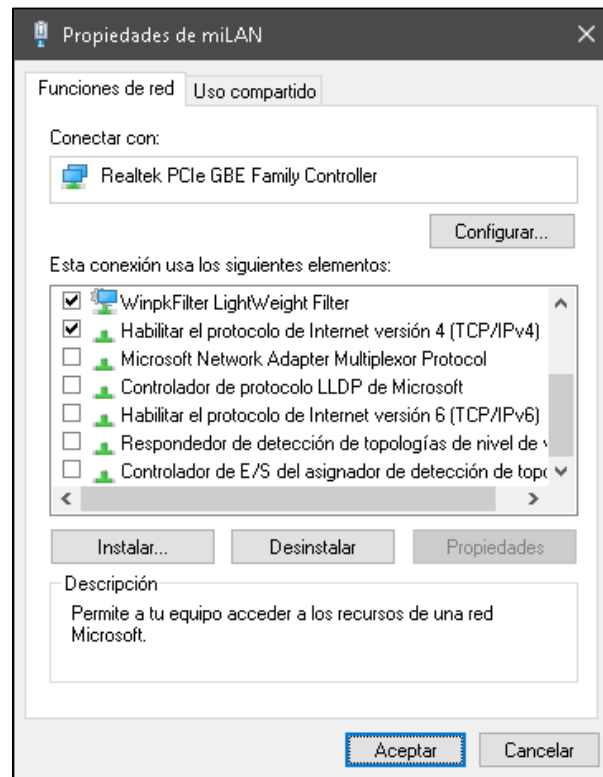 Propiedades de miLAN
Funciones de red
Uso compartido
Conectar con:
Realtek PCIe GBE Family Controller
Configurar...
Esta conexión usa los siguientes elementos:
WinpkFilter LightWeight Filter
Habilitar el protocolo de Internet versión 4 (TCP/IPv4)
Microsoft Network Adapter Multiplexor Protocol
Controlador de protocolo LLDP de Microsoft
Habilitar el protocolo de Internet versión 6 (TCP/IPv6)
Respondedor de detección de topologías de nivel de
Controlador de E/S del asignador de detección de topo
Instalar...
Desinstalar
Propiedades
Descripción
Permite a tu equipo acceder a los recursos de una red
Microsoft.
Aceptar
Cancelar